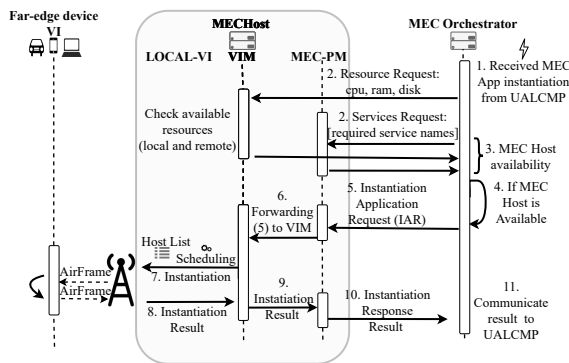 Far-edge device
VI
MECHost
VIM
LOCAL-VI
MEC-PM
MEC Orchestrator
1. Received MEC
App instantiation
from UALCMP
2. Resource Request:
cpu, ram, disk
Check available
resources
(local and remote)
2. Services Request:
[required service names]
3. MEC Host
availability
4. If MEC
Host is
Available
5. Instantiation
Application
Request (IAR)
6.
Forwarding
(5) to VIM
Host List
Scheduling
7. Instantiation
AirFrame
AirFrame
8. Instantiation
Result
9.
Instatiation
Result
10. Instantiation
Response
Result
11.
Communicate
result to
UALCMP